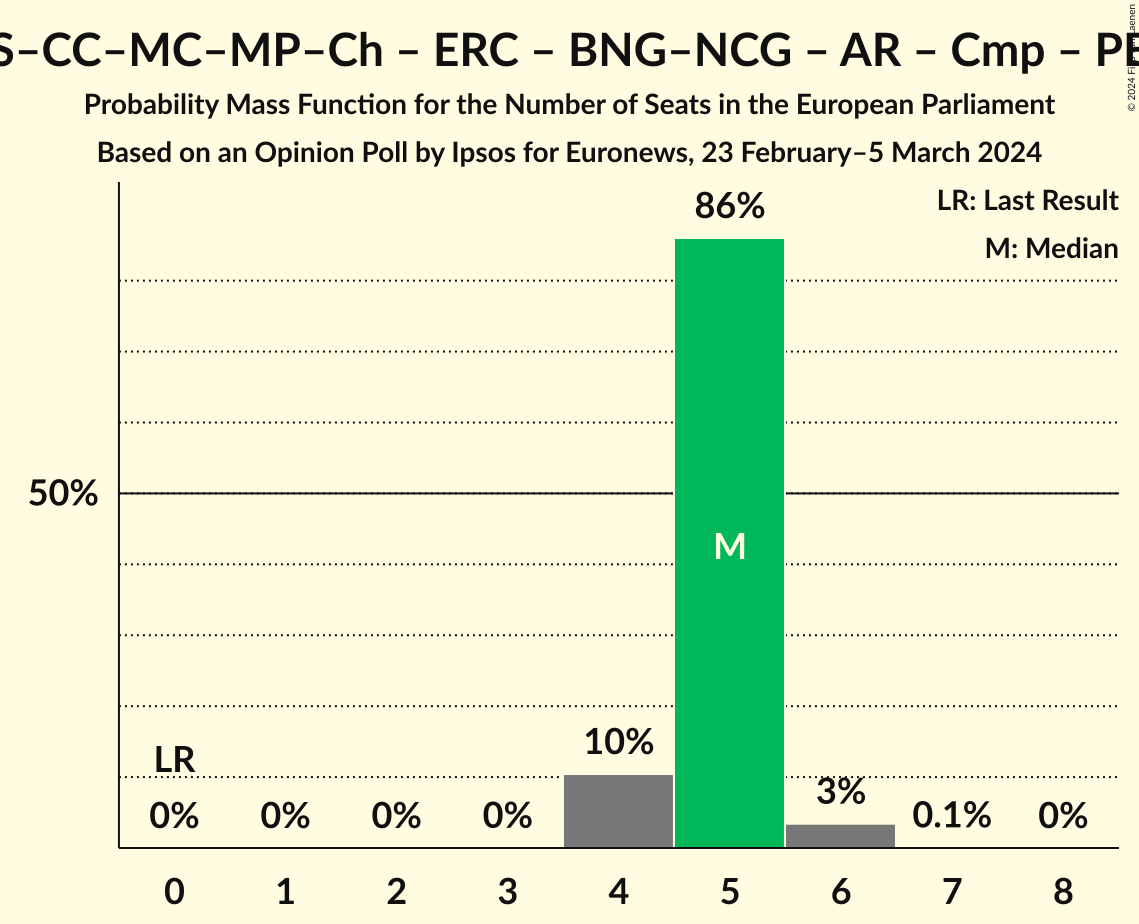 S–CC–MC–MP–Ch – ERC – BNG–NCG – AR – Cmp –
Probability Mass Function for the Number of Seats in the European Parliament
Based on an Opinion Poll by Ipsos for Euronews, 23 February–5 March 2024
© 2024
LR: Last Result
M: Median
86%
50%
M
10%
LR
3%
0% 0% 0% 0% 0.1% 0%
0 1 2 3 4 5 6 7 8